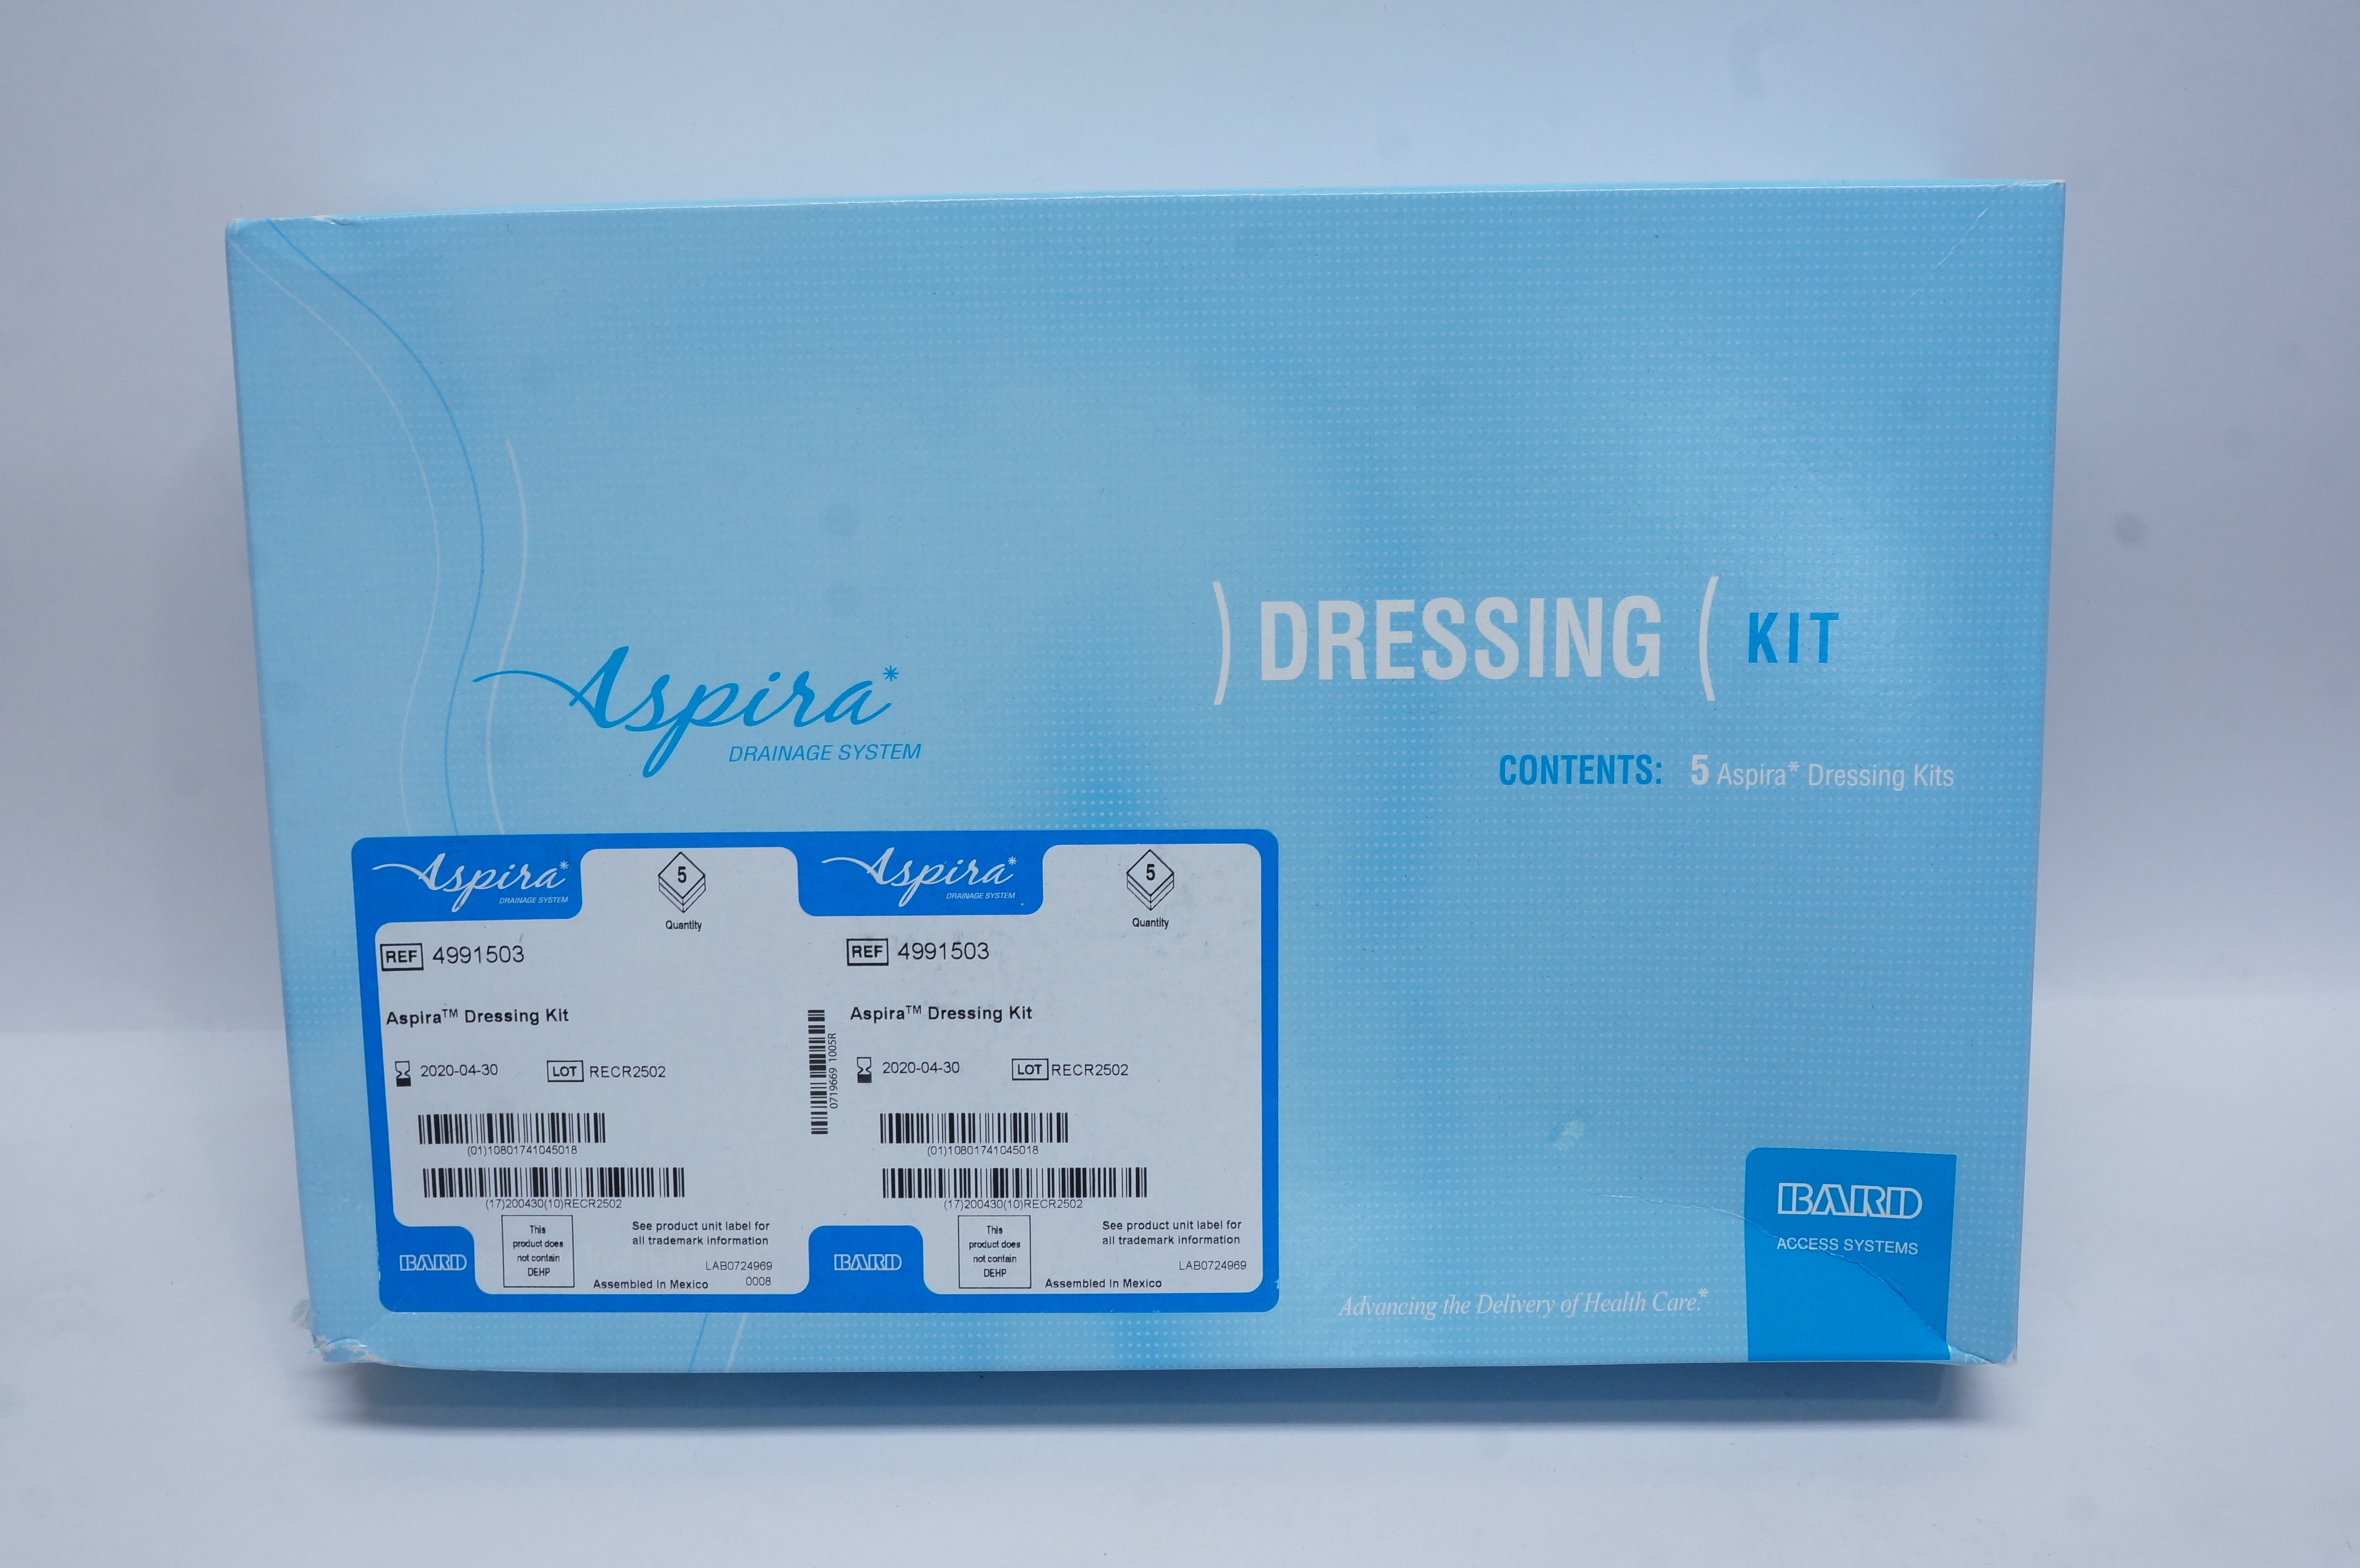 ) DRESSING ( KIT
Aspira*
DRAINAGE SYSTEM
CONTENTS: 5 Aspira* Dressing Kits
Aspira*
DRAINAGE SYSTEM
5
Quantity
REF 4991503
Aspira™ Dressing Kit
2020-04-30 LOT RECR2502
(01)10801741045018
(17)200430(10)RECR2502
This
product does
not contain
DEHP
See product unit label for
all trademark information
LAB0724969
0008
Assembled In Mexico
BARD
0719669 1005R
Aspira*
DRAINAGE SYSTEM
5
Quantity
REF 4991503
Aspira™ Dressing Kit
2020-04-30 LOT RECR2502
(01)10801741045018
(17)200430(10)RECR2502
This
product does
not contain
DEHP
See product unit label for
all trademark information
LAB0724969
Assembled In Mexico
BARD
BARD
ACCESS SYSTEMS
Advancing the Delivery of Health Care.*